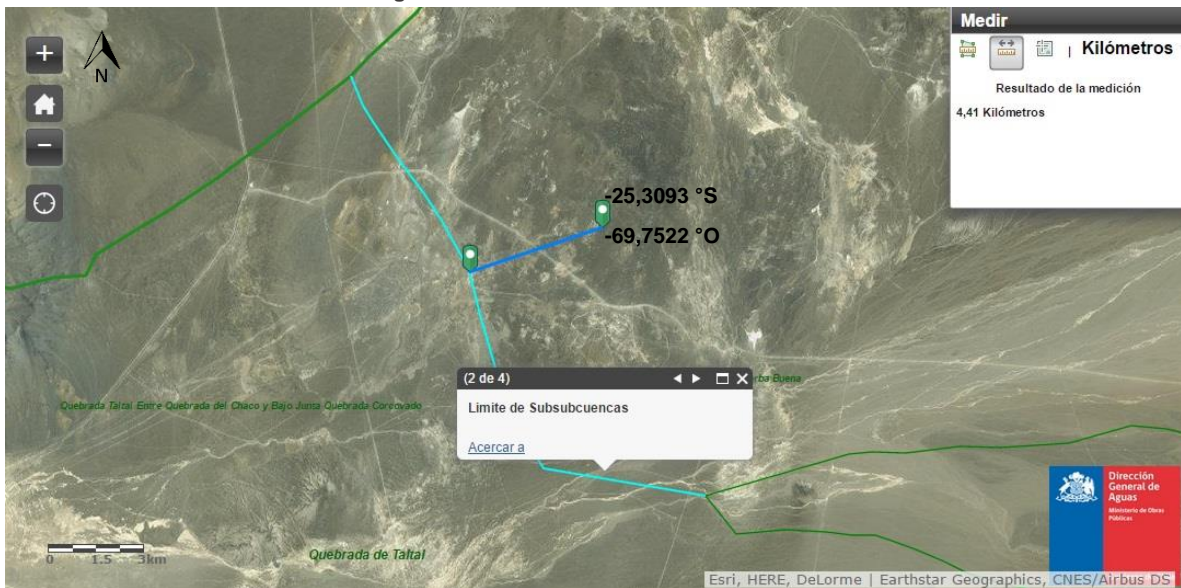 Medir
+
N
−
| Kilómetros
Resultado de la medición
4,41 Kilómetros
-25,3093 °S
-69,7522 °O
(2 de 4)
Limite de Subsubcuencas
Acercar a
rba Buena
Quebrada Taltal Entre Quebrada del Chaco y Bajo Junta Quebrada Corcovado
Dirección
General de
Aguas
Ministerio de Obras
Públicas
0 1.5 3km
Quebrada de Taltal
Esri, HERE, DeLorme | Earthstar Geographics, CNES/Airbus DS